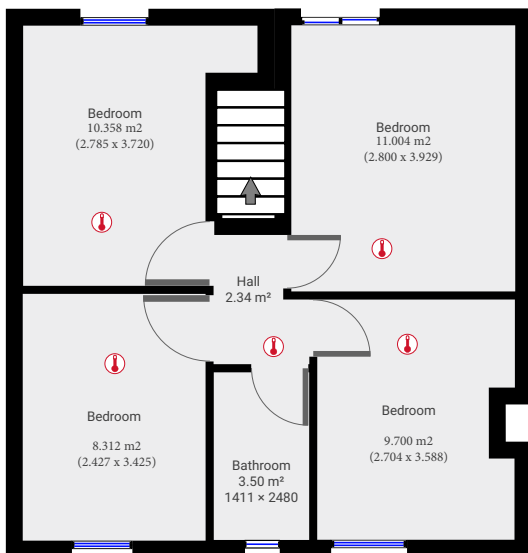 Bedroom
10.358 m2
(2.785 x 3.720)
Bedroom
11.004 m2
(2.800 x 3.929)
Hall
2.34 m²
Bedroom
8.312 m2
(2.427 x 3.425)
Bathroom
3.50 m²
1411 × 2480
Bedroom
9.700 m2
(2.704 x 3.588)